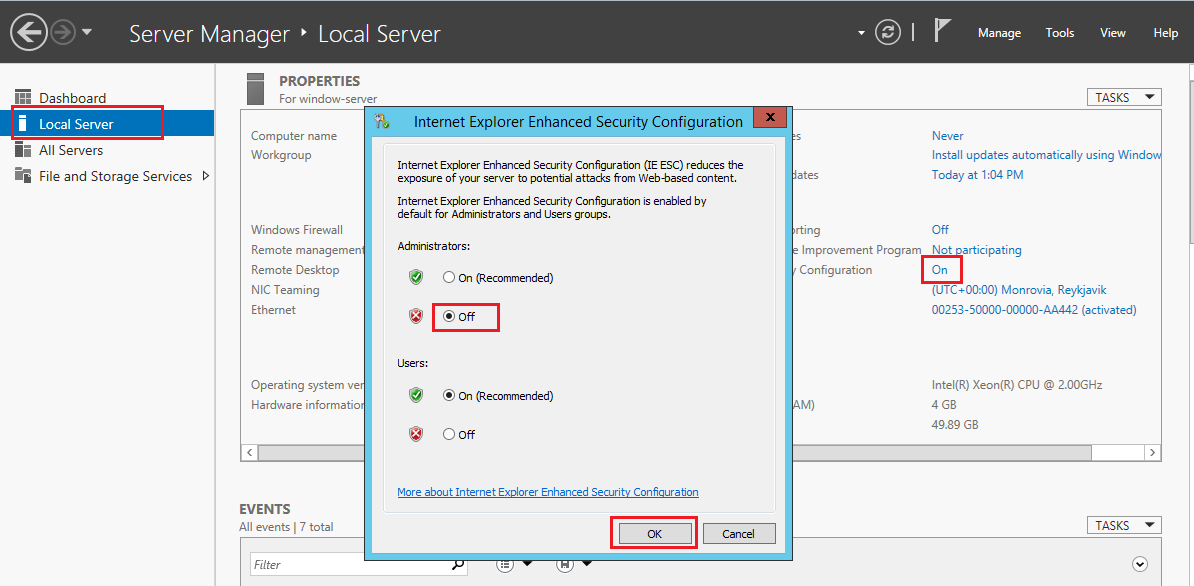 Server Manager ‣ Local Server
Manage Tools View Help
Dashboard
Local Server
All Servers
File and Storage Services
PROPERTIES
For window-server
TASKS
Computer name
Workgroup
Windows Firewall
Remote management
Remote Desktop
NIC Teaming
Ethernet
Operating system ver
Hardware information
Internet Explorer Enhanced Security Configuration
X
Internet Explorer Enhanced Security Configuration (IE ESC) reduces the
exposure of your server to potential attacks from Web-based content.
Internet Explorer Enhanced Security Configuration is enabled by
default for Administrators and Users groups.
Administrators:
On (Recommended)
Off
Users:
On (Recommended)
Off
More about Internet Explorer Enhanced Security Configuration
OK Cancel
es Never
Install updates automatically using Window
dates Today at 1:04 PM
orting Off
e Improvement Program Not participating
y Configuration On
(UTC+00:00) Monrovia, Reykjavik
00253-50000-00000-AA442 (activated)
Intel(R) Xeon(R) CPU @ 2.00GHz
AM) 4 GB
49.89 GB
EVENTS
All events | 7 total
TASKS
Filter